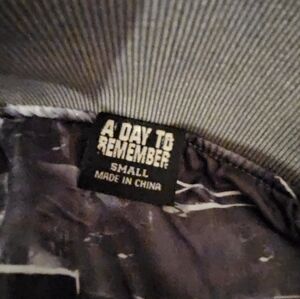 A DAY TO
REMEMBER
SMALL
MADE IN CHINA